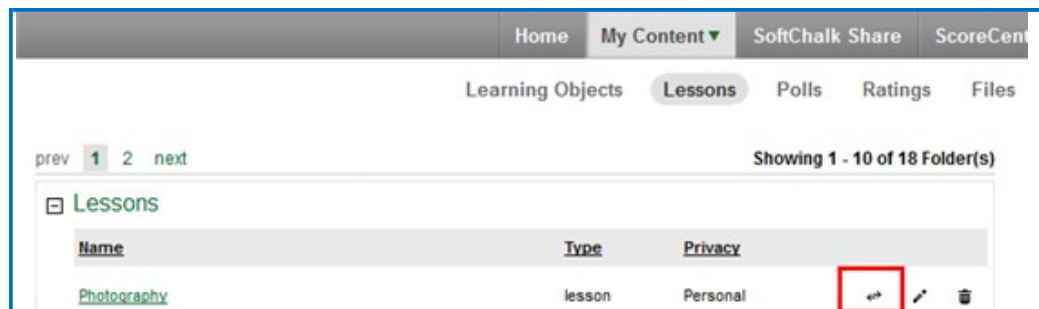 Home My Content▼ SoftChalk Share ScoreCent
Learning Objects Lessons Polls Ratings Files
prev 1 2 next Showing 1 - 10 of 18 Folder(s)
Lessons
Name Type Privacy
Photography lesson Personal